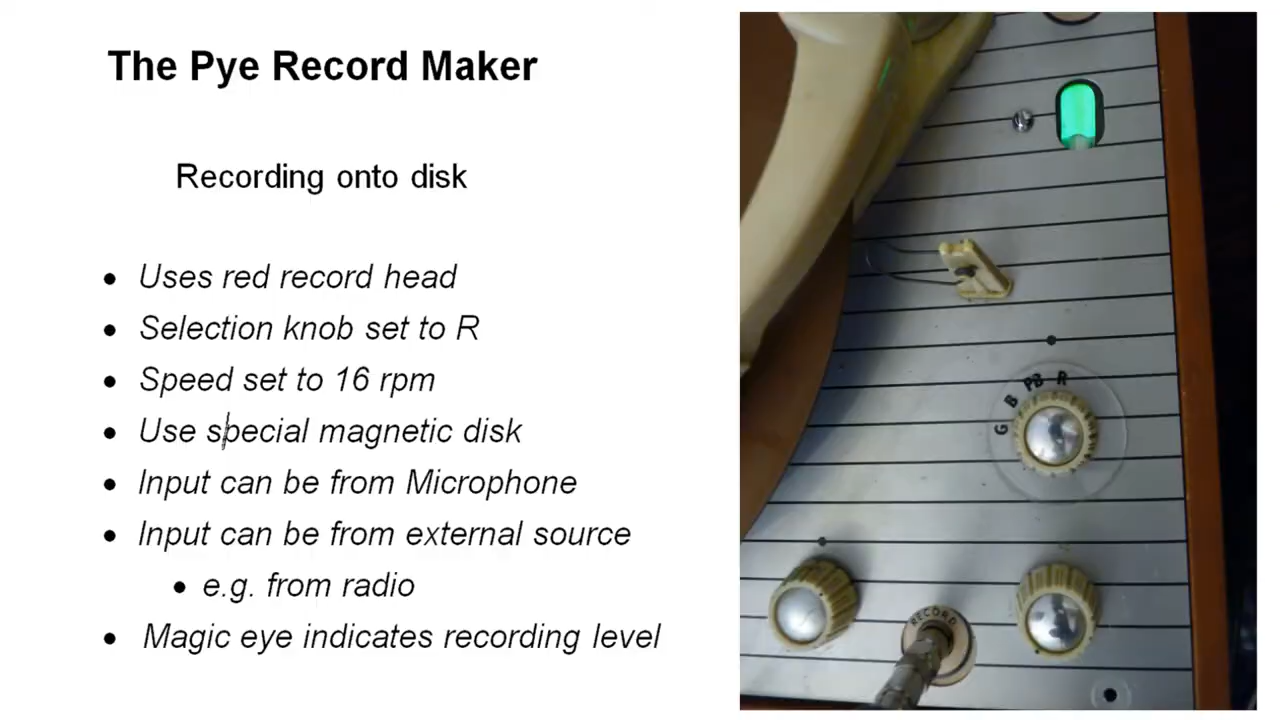 The Pye Record Maker
Recording onto disk
• Uses red record head
• Selection knob set to R
• Speed set to 16 rpm
• Use special magnetic disk
• Input can be from Microphone
• Input can be from external source
• e.g. from radio
• Magic eye indicates recording level
G B PB R
RECORD